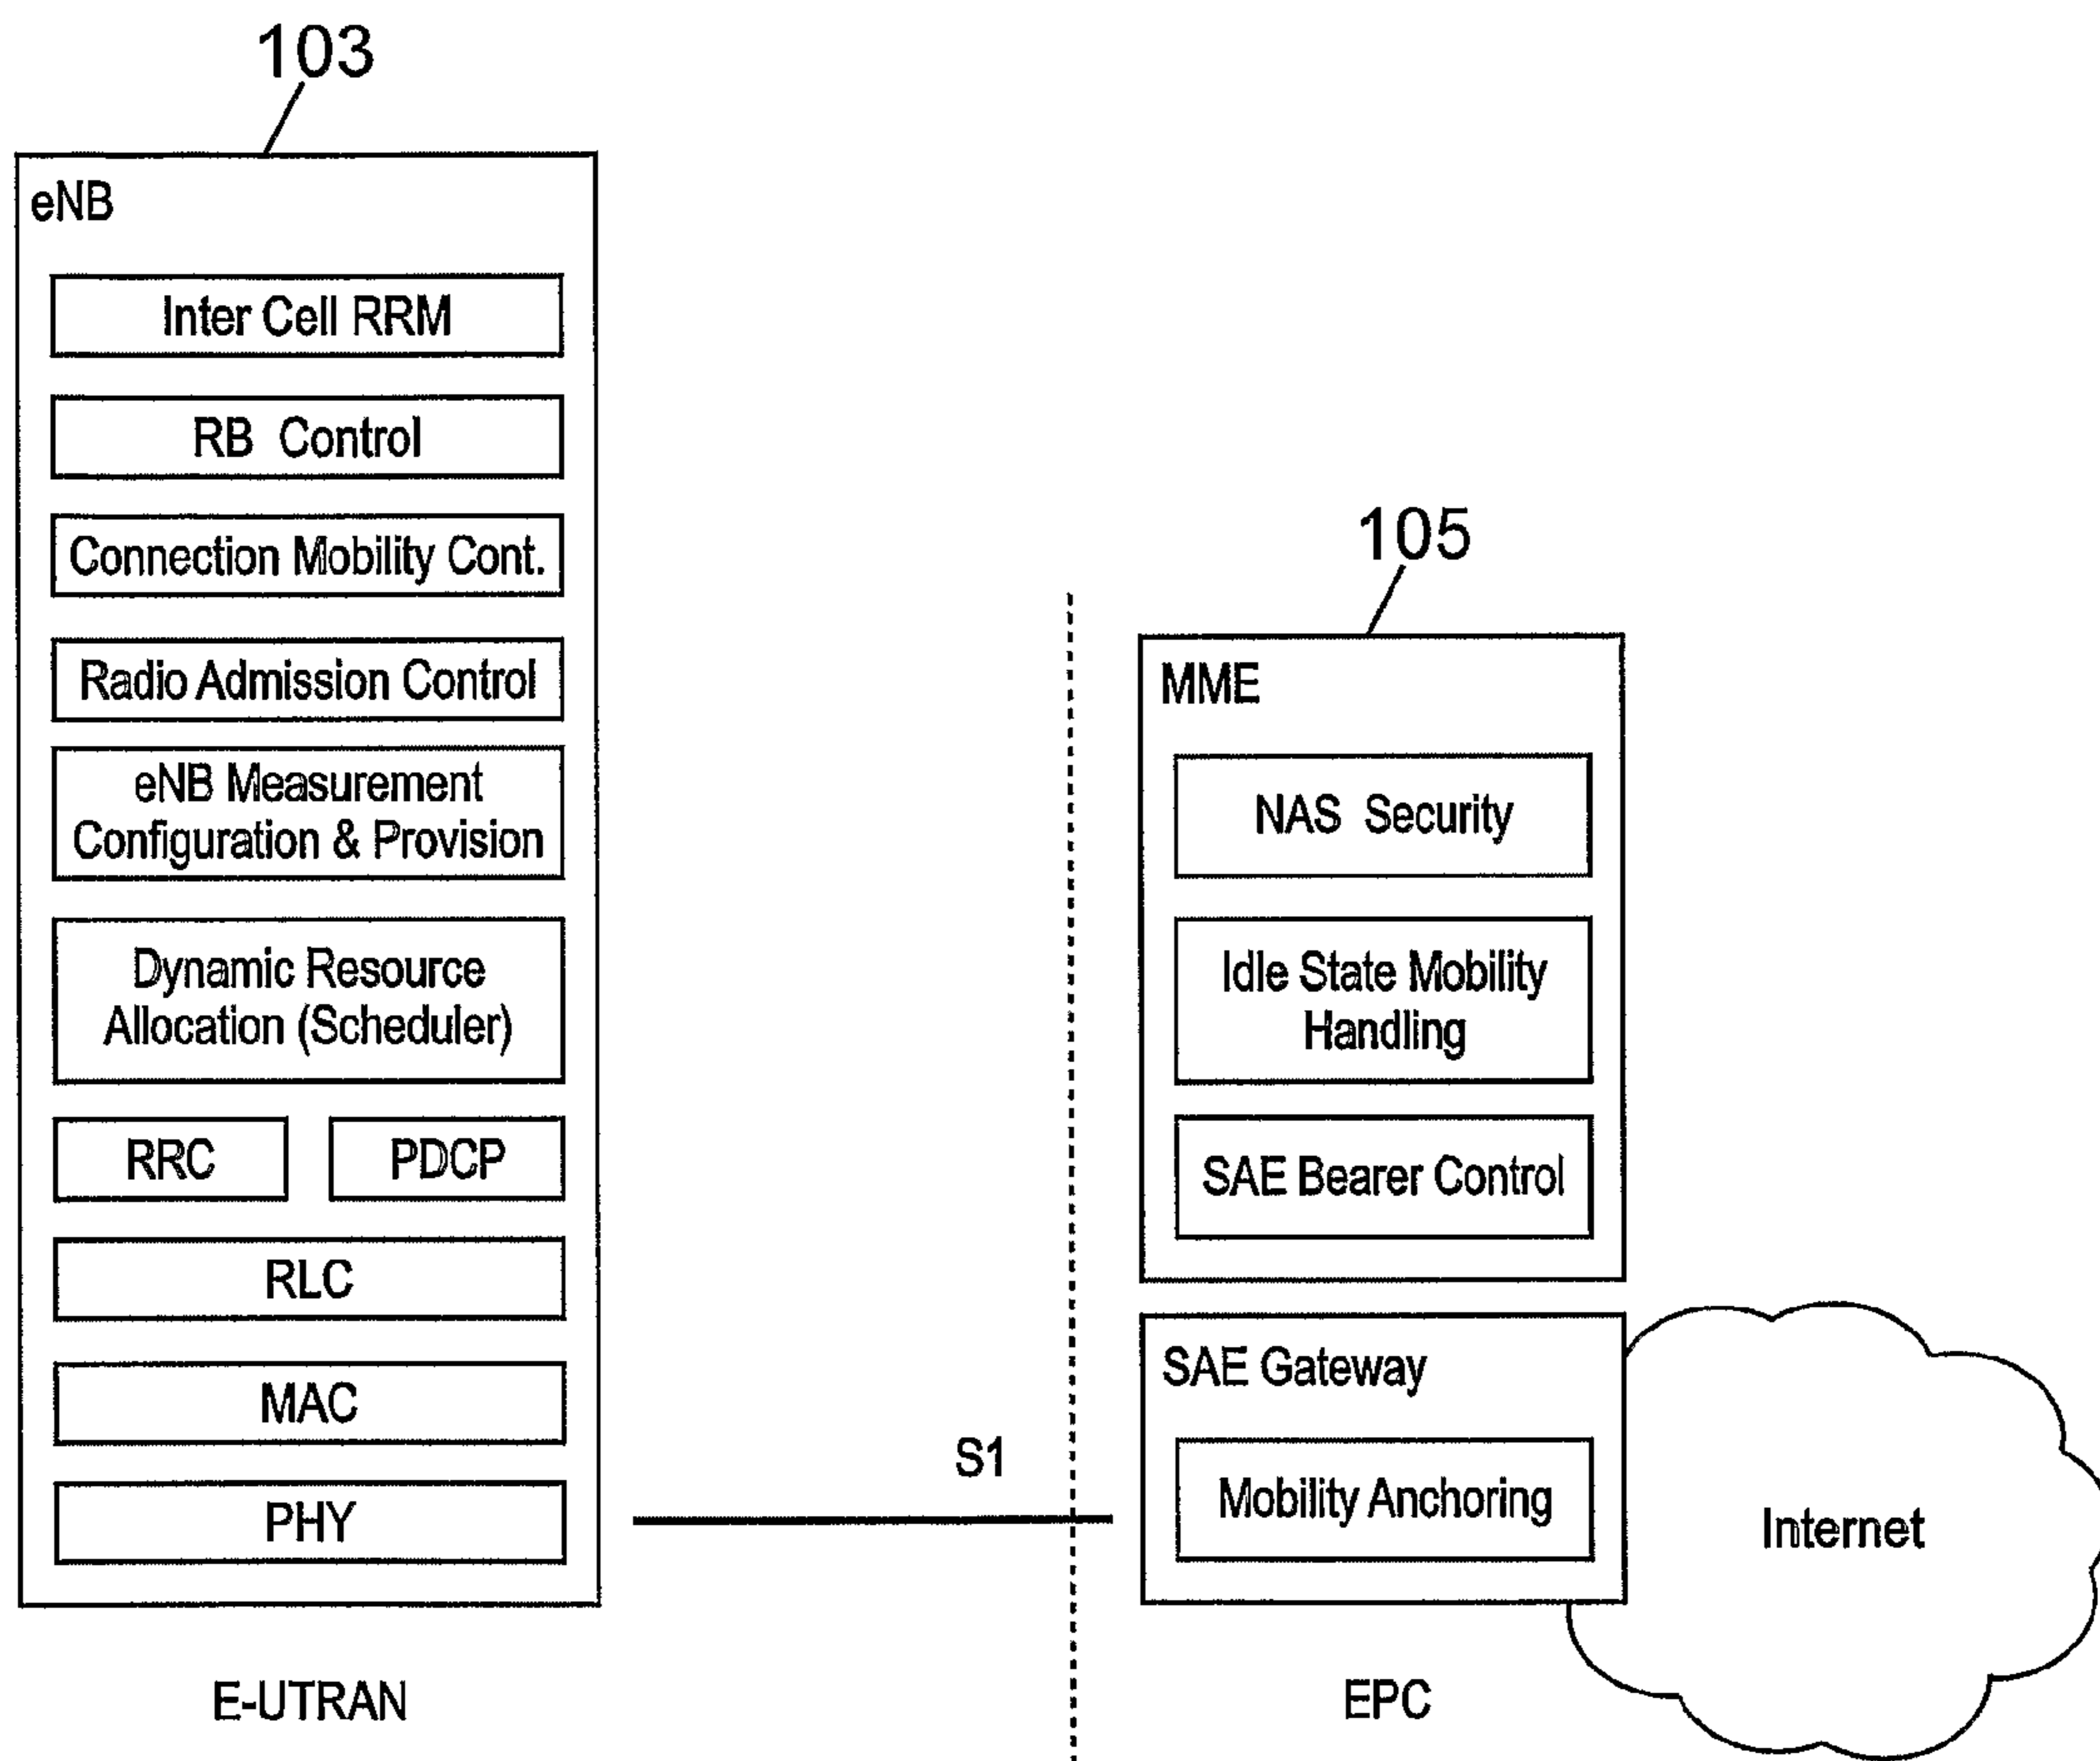 103
eNB
Inter Cell RRM
RB Control
Connection Mobility Cont.
Radio Admission Control
eNB Measurement
Configuration & Provision
Dynamic Resource
Allocation (Scheduler)
RRC
PDCP
RLC
MAC
PHY
E-UTRAN
S1
105
MME
NAS Security
Idle State Mobility
Handling
SAE Bearer Control
SAE Gateway
Mobility Anchoring
EPC
Internet